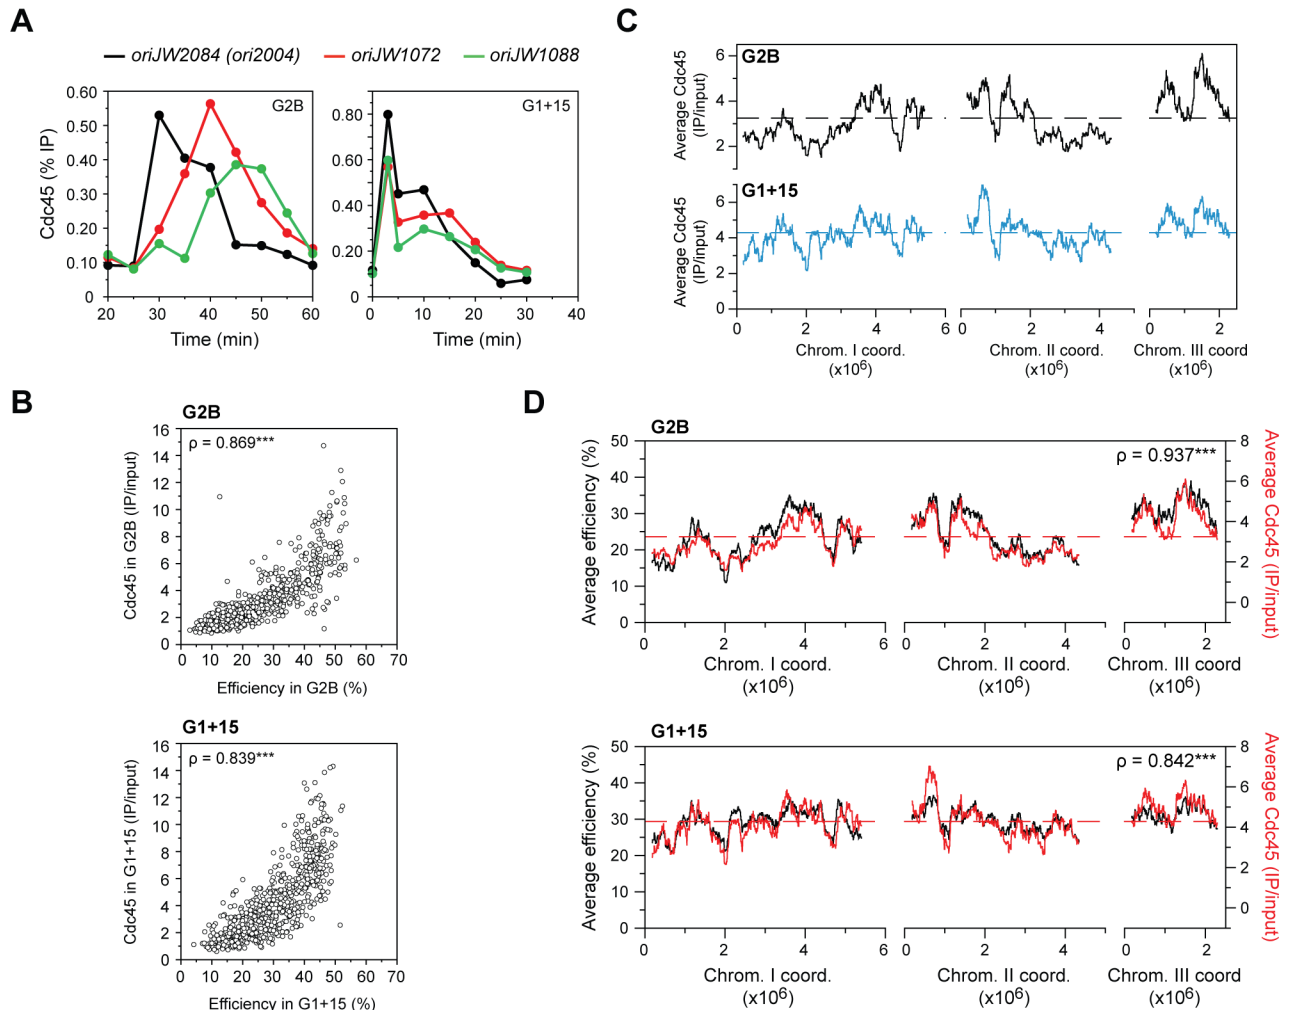 A
oriJW2084 (ori2004) oriJW1072 oriJW1088
G2B
0.60
0.50
0.40
0.30
0.20
0.10
0
Cdc45 (% IP)
20 30 40 50 60
Time (min)
G1+15
0.80
0.60
0.40
0.20
0
0 10 20 30 40
Time (min)
B
G2B
ρ = 0.869***
16
14
12
10
8
6
4
2
0
Cdc45 in G2B (IP/input)
0 10 20 30 40 50 60 70
Efficiency in G2B (%)
G1+15
ρ = 0.839***
16
14
12
10
8
6
4
2
0
Cdc45 in G1+15 (IP/input)
0 10 20 30 40 50 60 70
Efficiency in G1+15 (%)
C
G2B
6
4
2
Average Cdc45
(IP/input)
G1+15
6
4
2
0
Average Cdc45
(IP/input)
0 2 4 6 0 2 4 0 2
Chrom. I coord. Chrom. II coord. Chrom. III coord
(x10⁶) (x10⁶) (x10⁶)
D
G2B
ρ = 0.937***
50
40
30
20
10
0
Average efficiency (%)
8
6
4
2
0
Average Cdc45 (IP/input)
0 2 4 6 0 2 4 0 2
Chrom. I coord. Chrom. II coord. Chrom. III coord
(x10⁶) (x10⁶) (x10⁶)
G1+15
ρ = 0.842***
50
40
30
20
10
0
Average efficiency (%)
8
6
4
2
0
Average Cdc45 (IP/input)
0 2 4 6 0 2 4 0 2
Chrom. I coord. Chrom. II coord. Chrom. III coord
(x10⁶) (x10⁶) (x10⁶)